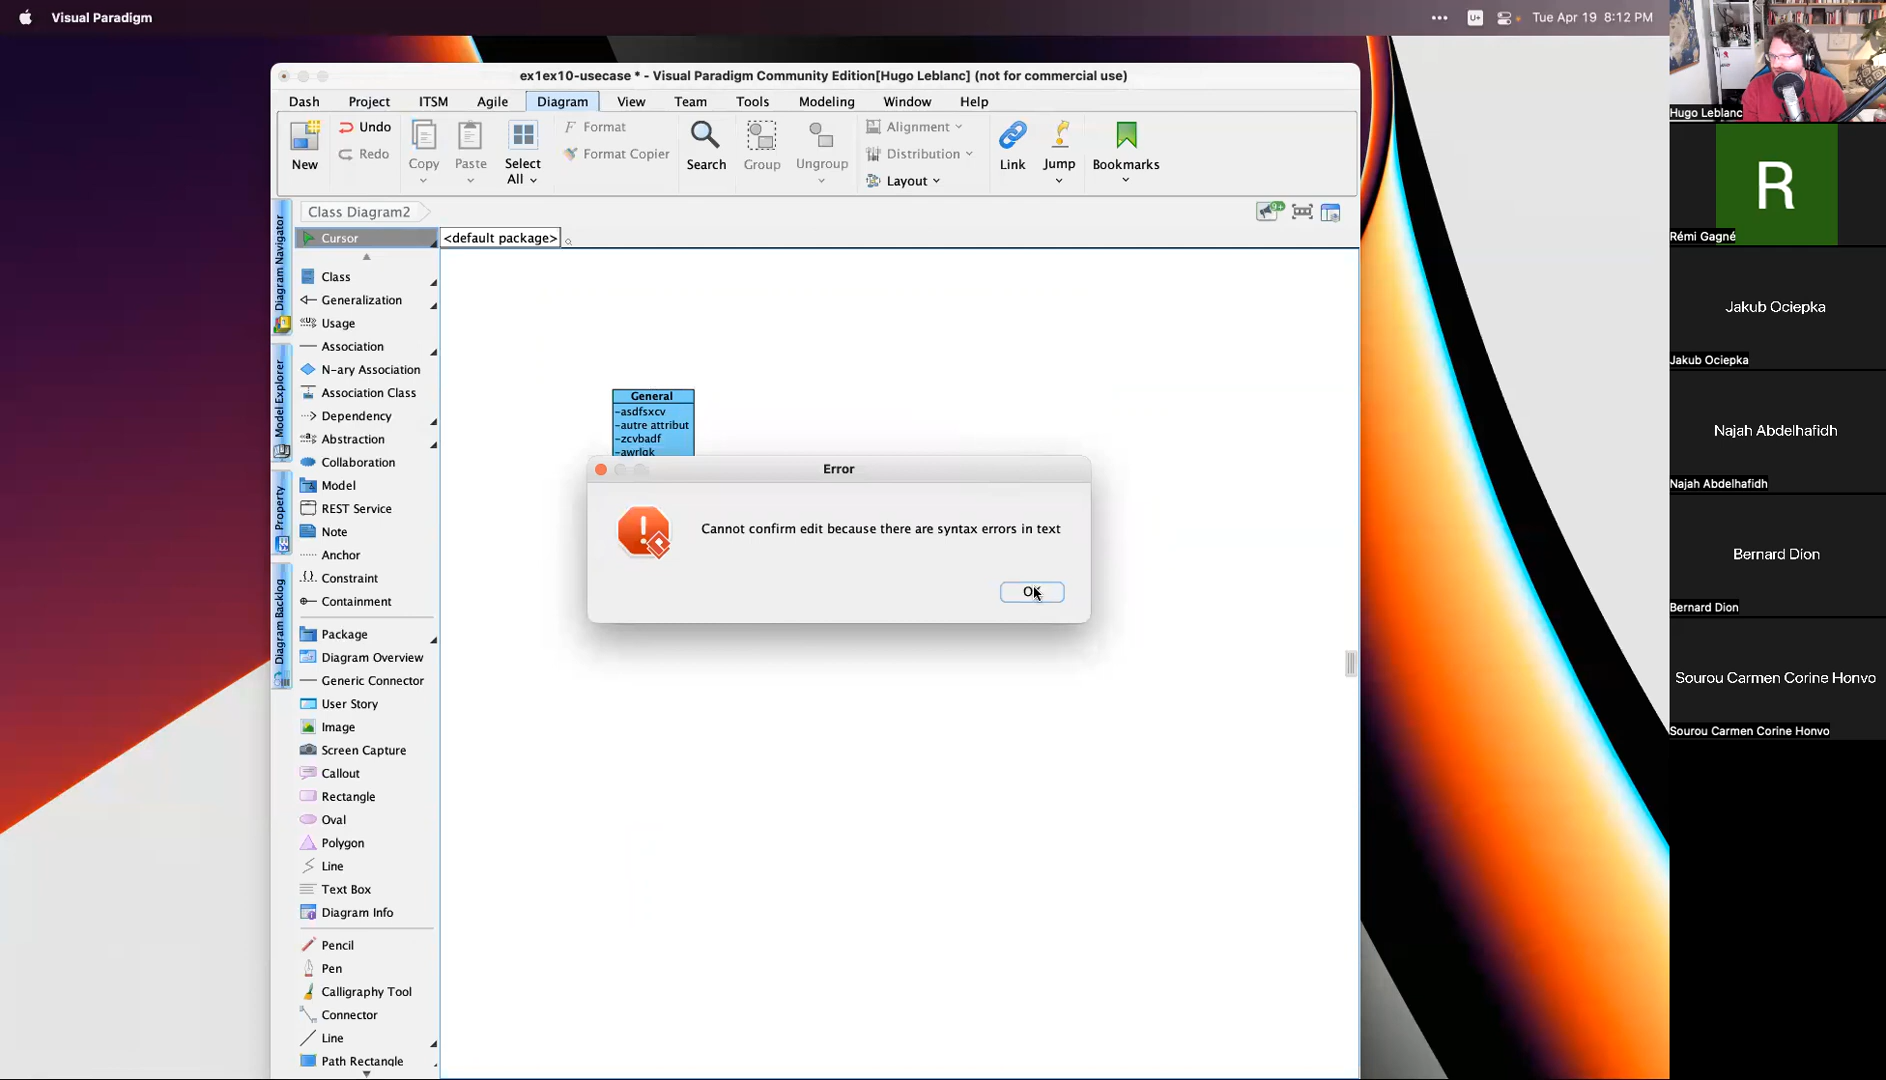 Visual Paradigm
Tue Apr 19 8:12 PM
ex1ex10-usecase * - Visual Paradigm Community Edition[Hugo Leblanc] (not for commercial use)
Dash
Project
ITSM
Agile
Diagram
View
Team
Tools
Modeling
Window
Help
New
Undo
Redo
Copy
Paste
Select
All
Format
Format Copier
Search
Group
Ungroup
Alignment
Distribution
Layout
Link
Jump
Bookmarks
Class Diagram2
9+
Diagram Navigator
Model Explorer
Property
Diagram Backlog
Cursor
<default package>
Class
Generalization
Usage
Association
N-ary Association
Association Class
Dependency
Abstraction
Collaboration
Model
REST Service
Note
Anchor
Constraint
Containment
Package
Diagram Overview
Generic Connector
User Story
Image
Screen Capture
Callout
Rectangle
Oval
Polygon
Line
Text Box
Diagram Info
Pencil
Pen
Calligraphy Tool
Connector
Line
Path Rectangle
General
-asdfsxcv
-autre attribut
-zcvbadf
Error
Cannot confirm edit because there are syntax errors in text
OK
Hugo Leblanc
R
Rémi Gagné
Jakub Ociepka
Jakub Ociepka
Najah Abdelhafidh
Najah Abdelhafidh
Bernard Dion
Bernard Dion
Sourou Carmen Corine Honvo
Sourou Carmen Corine Honvo